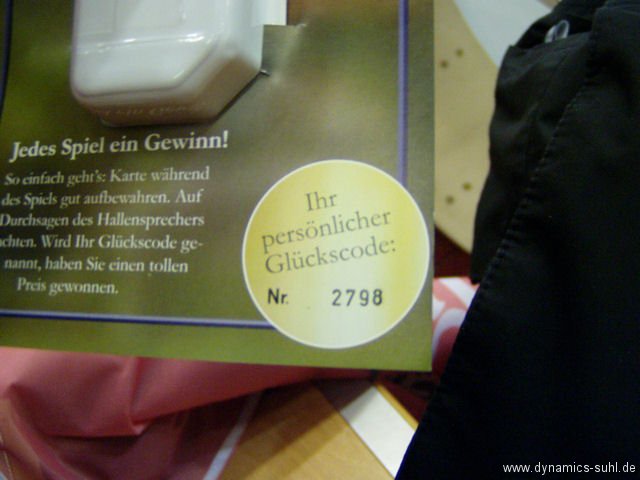 Jedes Spiel ein Gewinn!
So einfach geht's: Karte während
des Spiels gut aufbewahren. Auf
Durchsagen des Hallensprechers
Wird Ihr Glückscode ge-
nannt, haben Sie einen tollen
Preis gewonnen.
Ihr
persönlicher
Glückscode:
Nr. 2798
www.dynamics-suhl.de